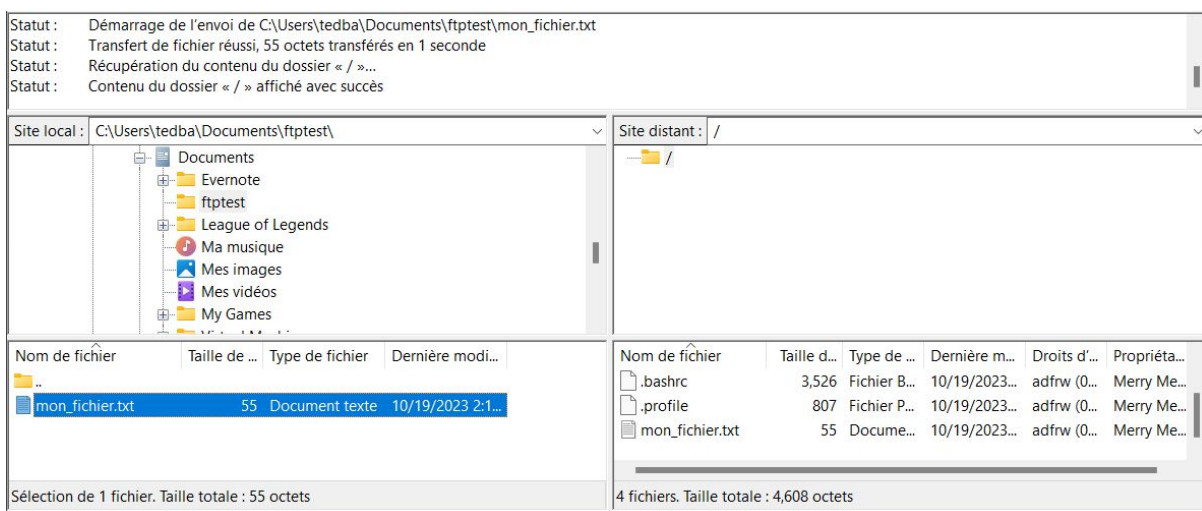 Statut : Démarrage de l'envoi de C:\Users\tedba\Documents\ftptest\mon_fichier.txt
Statut : Transfert de fichier réussi, 55 octets transférés en 1 seconde
Statut : Récupération du contenu du dossier « / »...
Statut : Contenu du dossier « / » affiché avec succès
Site local : C:\Users\tedba\Documents\ftptest\
Documents
Evernote
ftptest
League of Legends
Ma musique
Mes images
Mes vidéos
My Games
Nom de fichier Taille de ... Type de fichier Dernière modi...
..
mon_fichier.txt 55 Document texte 10/19/2023 2:1...
Sélection de 1 fichier. Taille totale : 55 octets
Site distant : /
/
Nom de fichier Taille d... Type de ... Dernière m... Droits d'... Propriéta...
.bashrc 3,526 Fichier B... 10/19/2023... adfrw (0... Merry Me...
.profile 807 Fichier P... 10/19/2023... adfrw (0... Merry Me...
mon_fichier.txt 55 Docume... 10/19/2023... adfrw (0... Merry Me...
4 fichiers. Taille totale : 4,608 octets